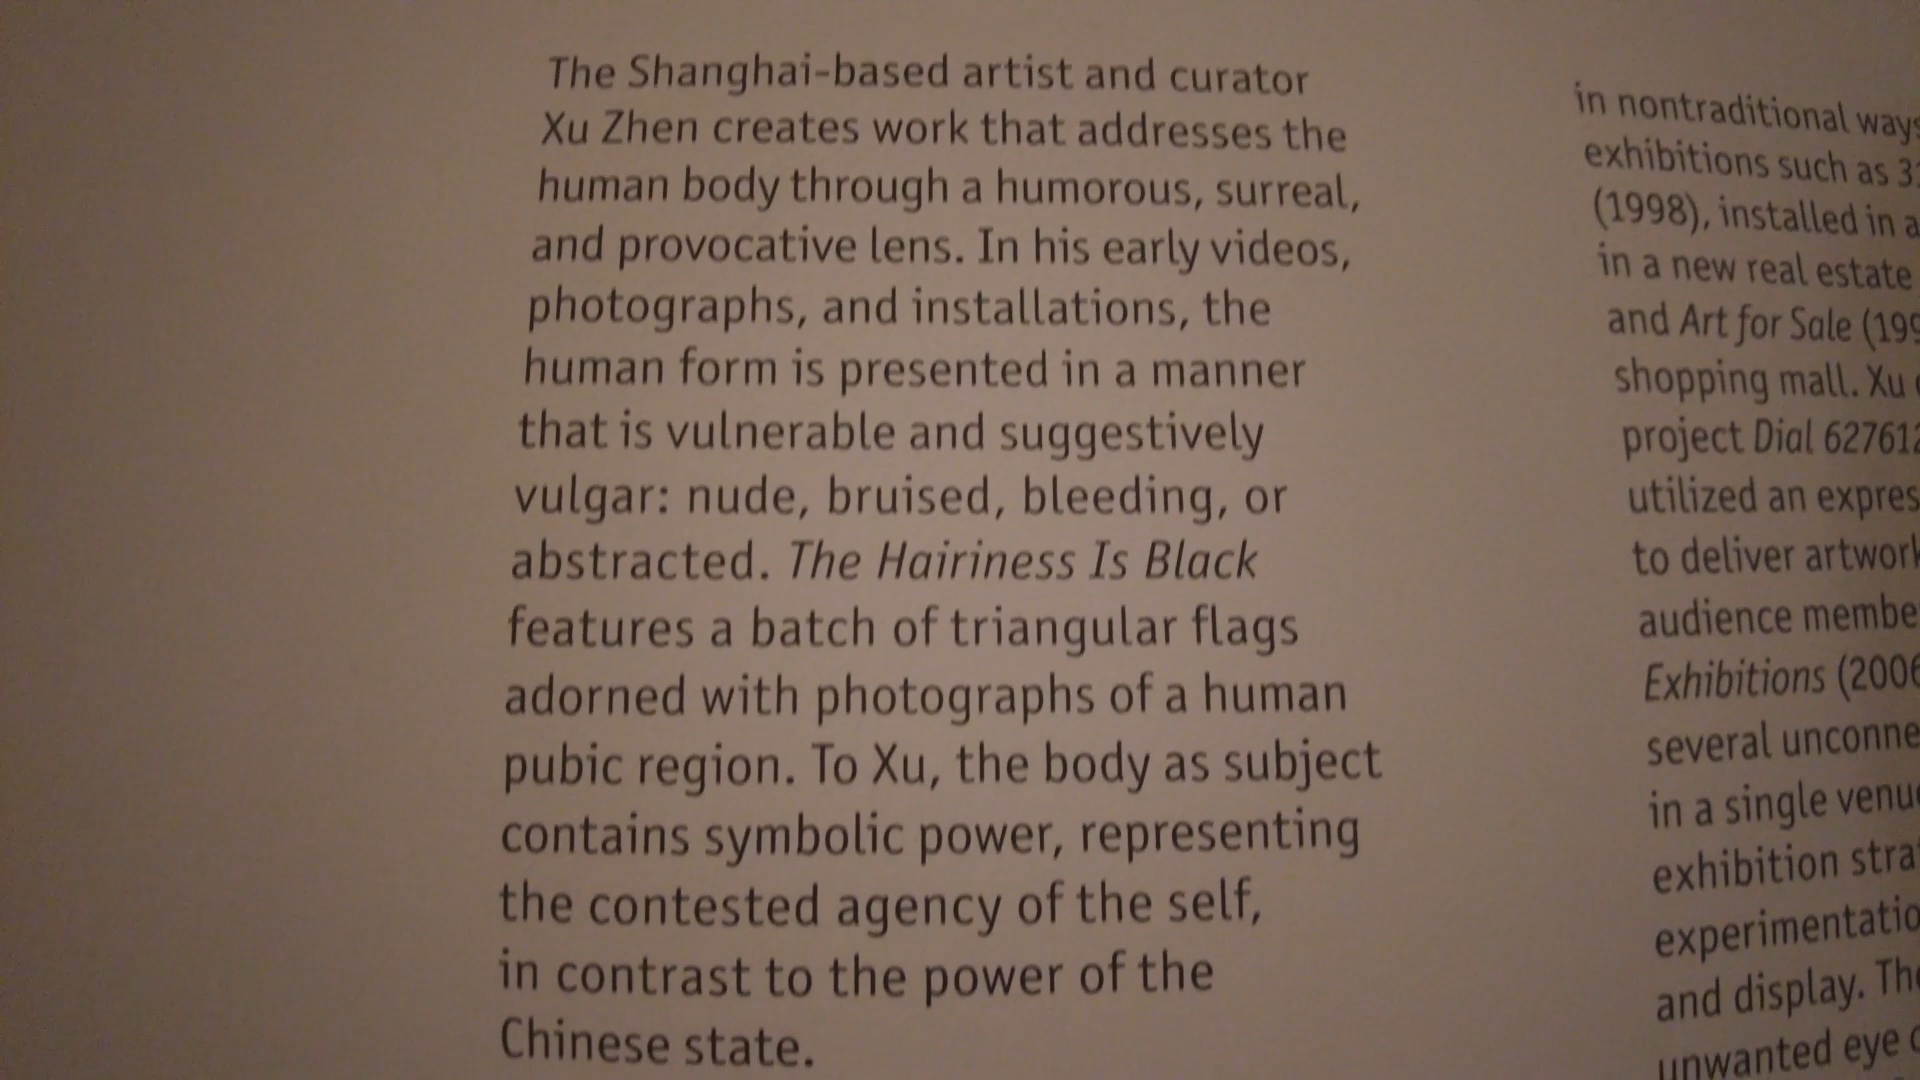 The Shanghai-based artist and curator
Xu Zhen creates work that addresses the
human body through a humorous, surreal,
and provocative lens. In his early videos,
photographs, and installations, the
human form is presented in a manner
that is vulnerable and suggestively
vulgar: nude, bruised, bleeding, or
abstracted. The Hairiness Is Black
features a batch of triangular flags
adorned with photographs of a human
pubic region. To Xu, the body as subject
contains symbolic power, representing
the contested agency of the self,
in contrast to the power of the
Chinese state.
in nontraditional ways
exhibitions such as
(1998), installed in a
in a new real estate
and Art for Sale
shopping mall. Xu
project Dial
utilized an
to deliver
audience
Exhibitions
several
in a single
exhibition
and display.
unwanted eye